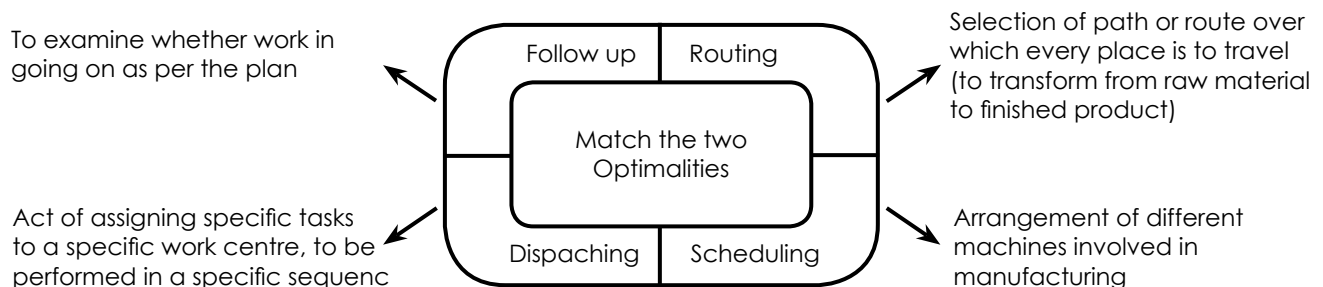 To examine whether work in
going on as per the plan
Follow up
Routing
Selection of path or route over
which every place is to travel
(to transform from raw material
to finished product)
Match the two
Optimalities
Act of assigning specific tasks
to a specific work centre, to be
performed in a specific sequenc
Dispaching
Scheduling
Arrangement of different
machines involved in
manufacturing